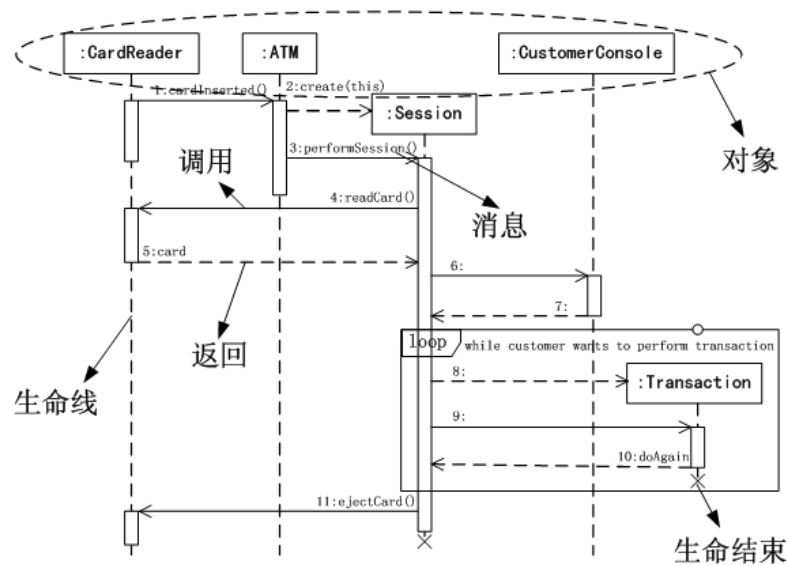 :CardReader
:ATM
:CustomerConsole
1:cardInserted()
2:create(this)
:Session
对象
3:performSession()
调用
4:readCard()
消息
5:card
6:
7:
返回
loop
while customer wants to perform transaction
8:
:Transaction
生命线
9:
10:doAgain
11:ejectCard()
生命结束